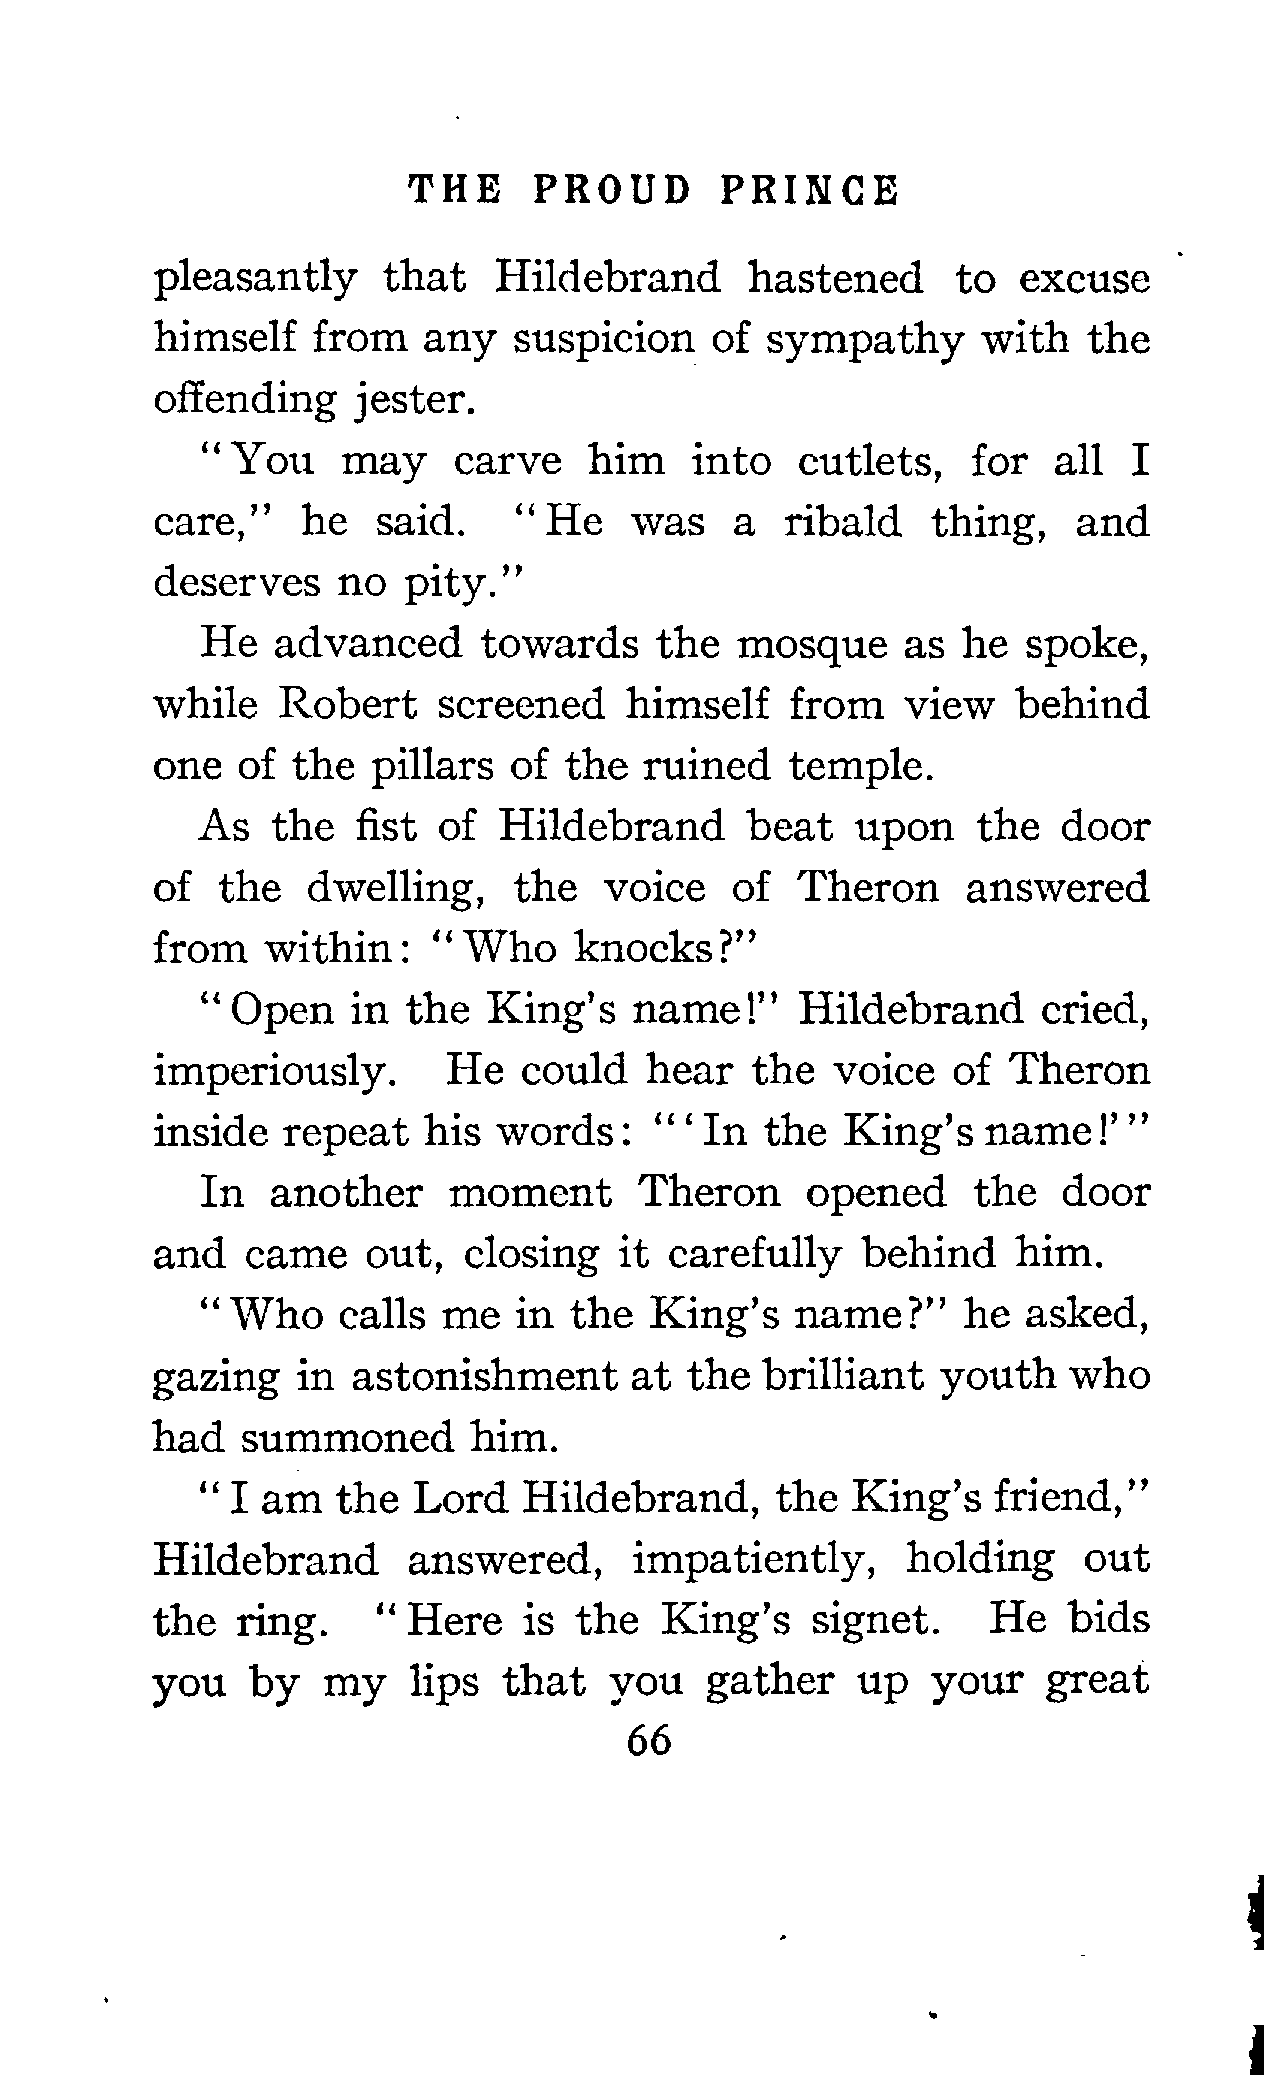 THE PROUD PRINCE
pleasantly that Hildebrand hastened to excuse
himself from any suspicion of sympathy with the
offending jester.
"You may carve him into cutlets, for all I
care," he said. "He was a ribald thing, and
deserves no pity."
He advanced towards the mosque as he spoke,
while Robert screened himself from view behind
one of the pillars of the ruined temple.
As the fist of Hildebrand beat upon the door
of the dwelling, the voice of Theron answered
from within: "Who knocks?"
"Open in the King's name!" Hildebrand cried,
imperiously. He could hear the voice of Theron
inside repeat his words: "'In the King's name!'"
In another moment Theron opened the door
and came out, closing it carefully behind him.
"Who calls me in the King's name?" he asked,
gazing in astonishment at the brilliant youth who
had summoned him.
"I am the Lord Hildebrand, the King's friend,"
Hildebrand answered, impatiently, holding out
the ring. "Here is the King's signet. He bids
you by my lips that you gather up your great
66